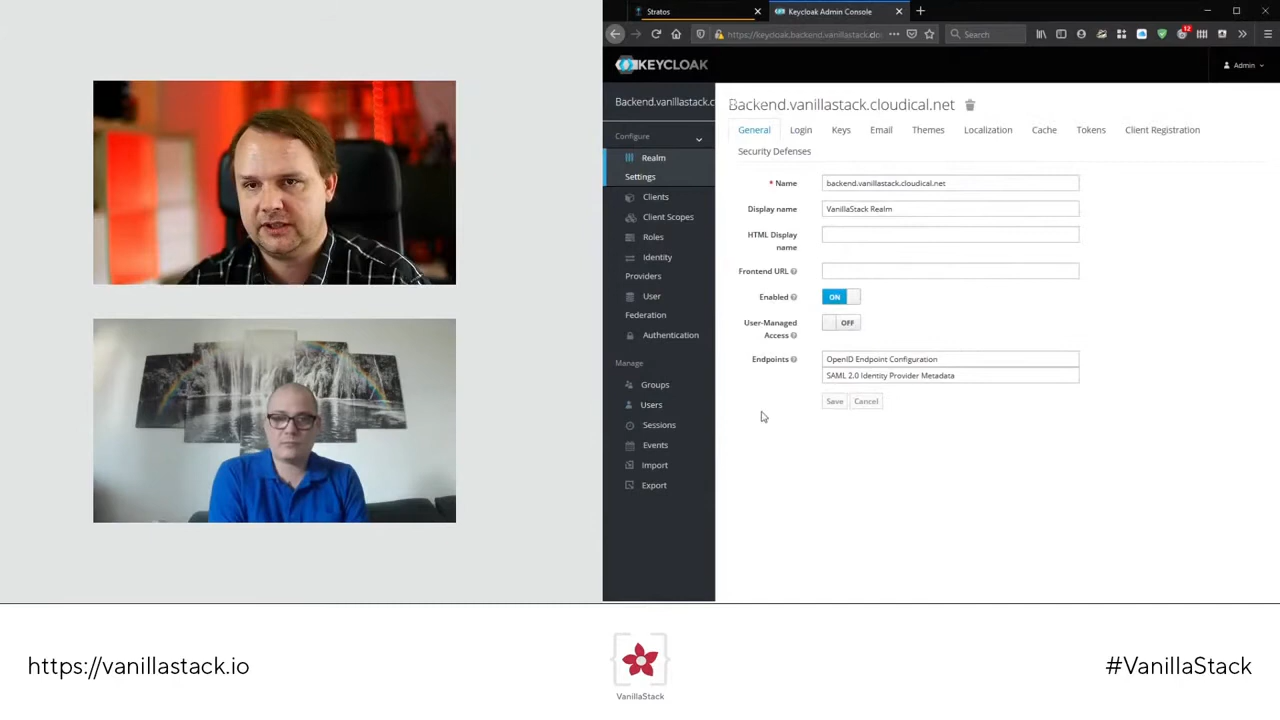 Stratos
Keycloak Admin Console
https://keycloak.backend.vanillastack.clo
Search
12
KEYCLOAK
Admin
Backend.vanillastack.c
Backend.vanillastack.cloudical.net
Configure
General
Login
Keys
Email
Themes
Localization
Cache
Tokens
Client Registration
Security Defenses
Realm
Settings
Clients
Client Scopes
Roles
Identity
Providers
User
Federation
Authentication
Manage
Groups
Users
Sessions
Events
Import
Export
* Name
backend.vanillastack.cloudical.net
Display name
VanillaStack Realm
HTML Display
name
Frontend URL
Enabled
ON
User-Managed
Access
OFF
Endpoints
OpenID Endpoint Configuration
SAML 2.0 Identity Provider Metadata
Save
Cancel
https://vanillastack.io
VanillaStack
#VanillaStack